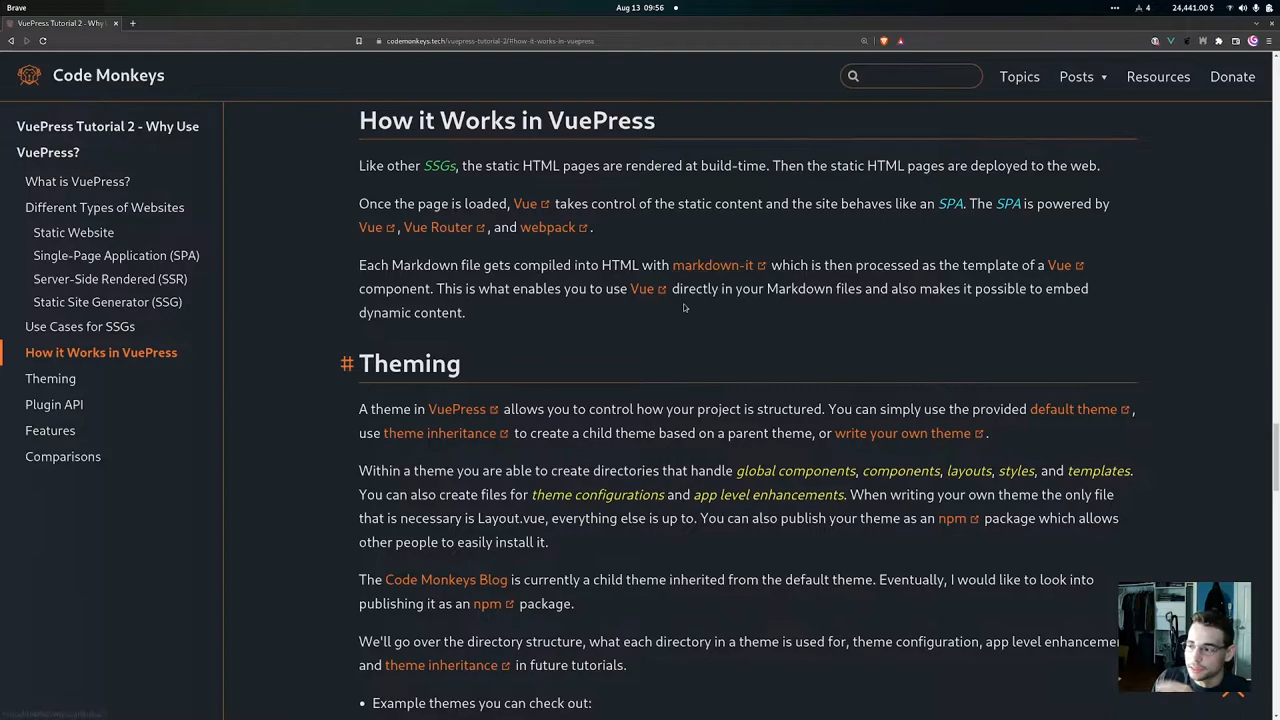 Brave
Aug 13 09:56
4
24,441.00 $
VuePress Tutorial 2 - Why
codemonkeys.tech/vuepress-tutorial-2/#how-it-works-in-vuepress
Code Monkeys
Topics
Posts
Resources
Donate
VuePress Tutorial 2 - Why Use
VuePress?
What is VuePress?
Different Types of Websites
Static Website
Single-Page Application (SPA)
Server-Side Rendered (SSR)
Static Site Generator (SSG)
Use Cases for SSGs
How it Works in VuePress
Theming
Plugin API
Features
Comparisons
How it Works in VuePress
Like other SSGs, the static HTML pages are rendered at build-time. Then the static HTML pages are deployed to the web.
Once the page is loaded, Vue takes control of the static content and the site behaves like an SPA. The SPA is powered by
Vue , Vue Router , and webpack .
Each Markdown file gets compiled into HTML with markdown-it which is then processed as the template of a Vue
component. This is what enables you to use Vue directly in your Markdown files and also makes it possible to embed
dynamic content.
# Theming
A theme in VuePress allows you to control how your project is structured. You can simply use the provided default theme ,
use theme inheritance to create a child theme based on a parent theme, or write your own theme .
Within a theme you are able to create directories that handle global components, components, layouts, styles, and templates.
You can also create files for theme configurations and app level enhancements. When writing your own theme the only file
that is necessary is Layout.vue, everything else is up to. You can also publish your theme as an npm package which allows
other people to easily install it.
The Code Monkeys Blog is currently a child theme inherited from the default theme. Eventually, I would like to look into
publishing it as an npm package.
We'll go over the directory structure, what each directory in a theme is used for, theme configuration, app level enhancemen
and theme inheritance in future tutorials.
• Example themes you can check out: